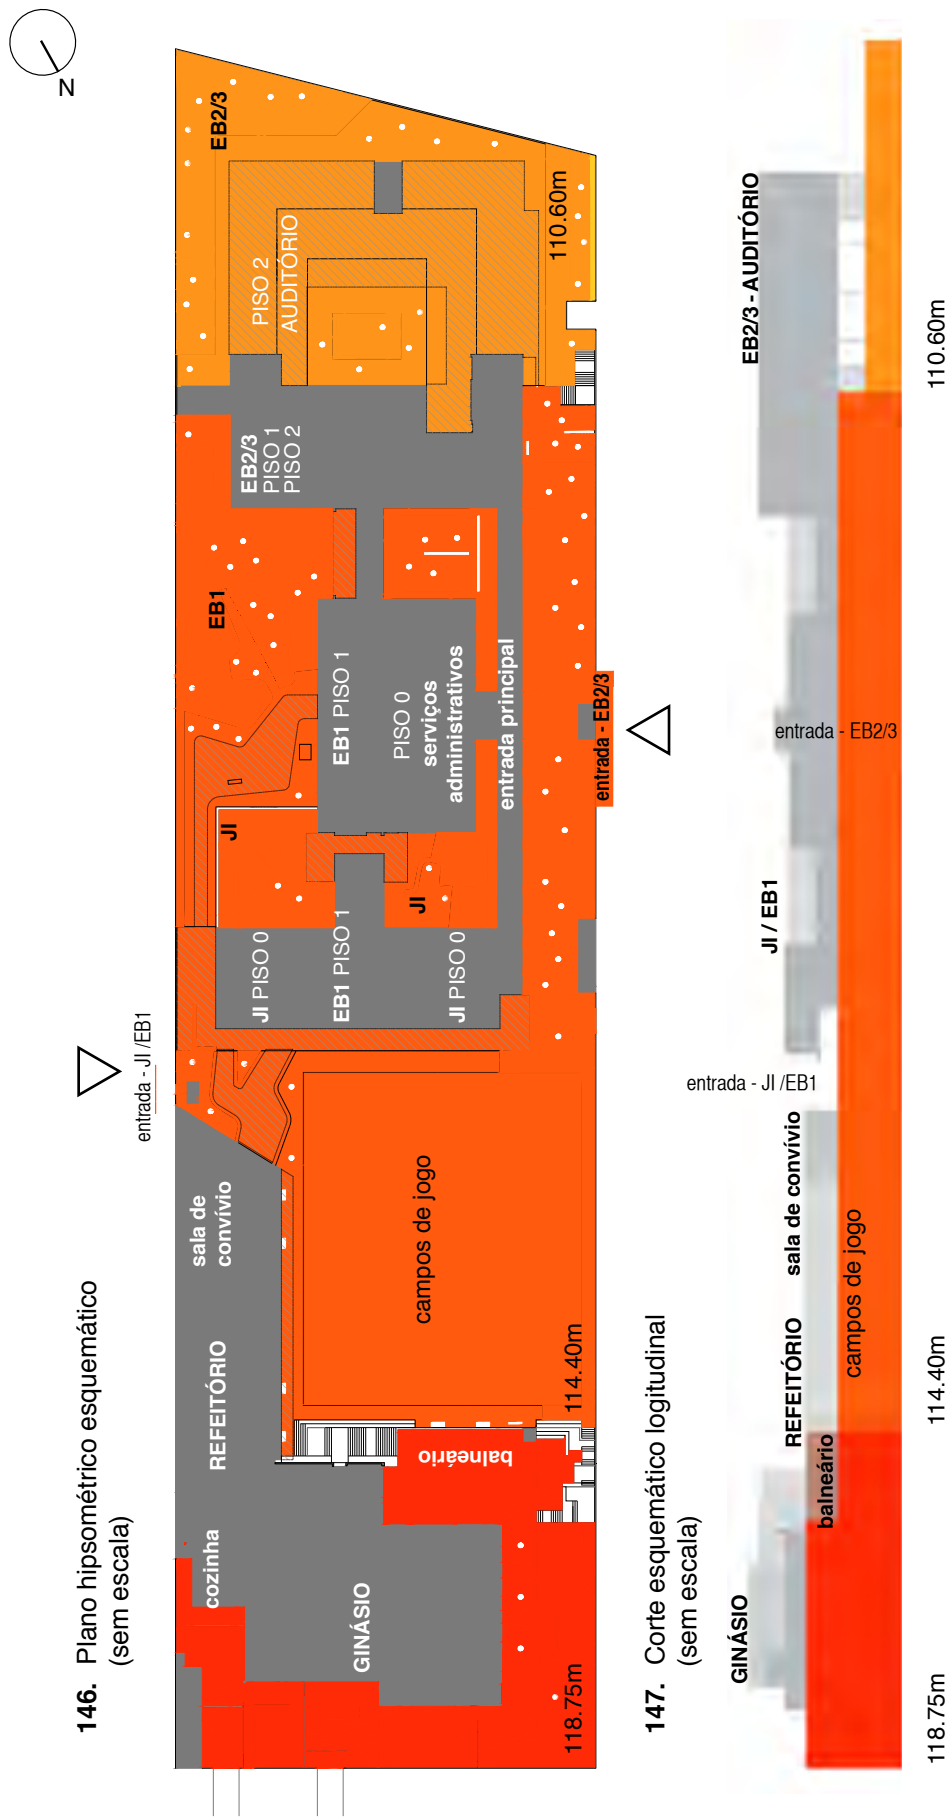 N
146. Plano hipsométrico esquemático
(sem escala)
entrada - JI /EB1
cozinha
REFEITÓRIO
sala de
convívio
GINÁSIO
balneário
campos de jogo
118.75m
114.40m
JI PISO 0
EB1 PISO 1
JI PISO 0
JI
JI
EB1
EB1 PISO 1
PISO 0
serviços
administrativos
entrada principal
entrada - EB2/3
EB2/3
PISO 1
PISO 2
PISO 2
AUDITÓRIO
EB2/3
110.60m
147. Corte esquemático logitudinal
(sem escala)
GINÁSIO
balneário
REFEITÓRIO
sala de convívio
campos de jogo
entrada - JI /EB1
JI / EB1
entrada - EB2/3
EB2/3 - AUDITÓRIO
118.75m
114.40m
110.60m